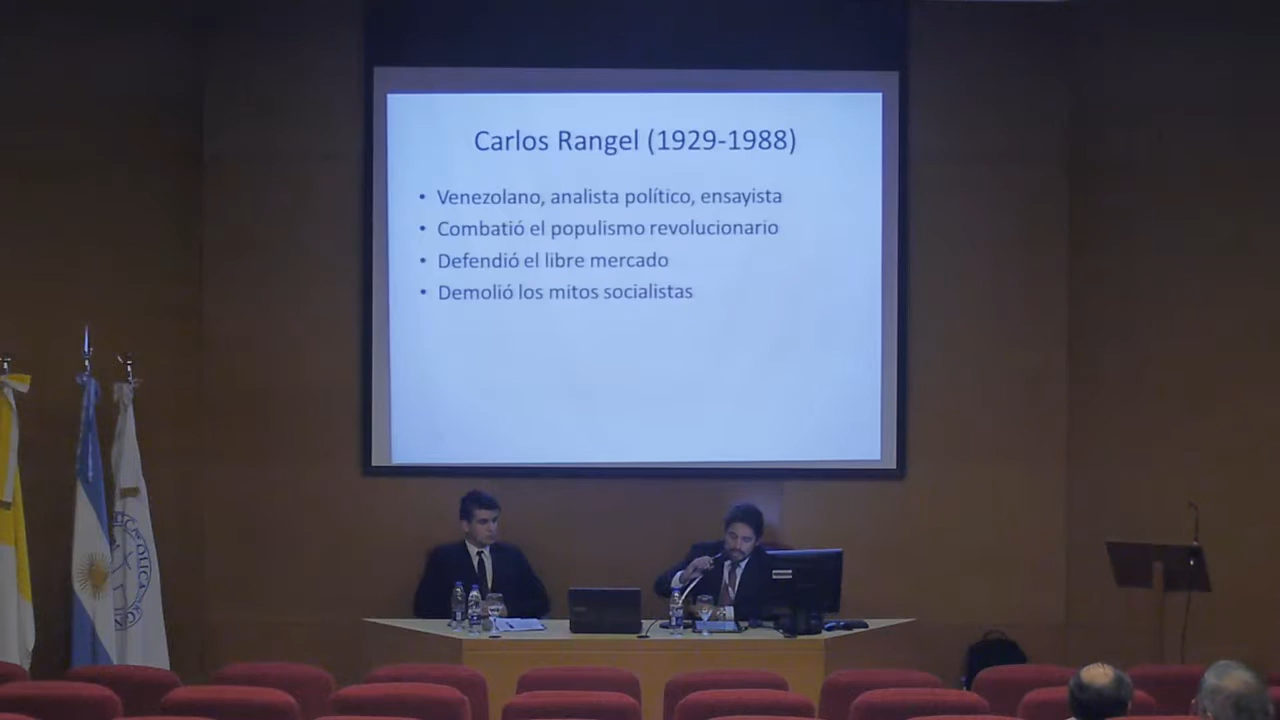 Carlos Rangel (1929-1988)
• Venezolano, analista político, ensayista
• Combatió el populismo revolucionario
• Defendió el libre mercado
• Demolió los mitos socialistas